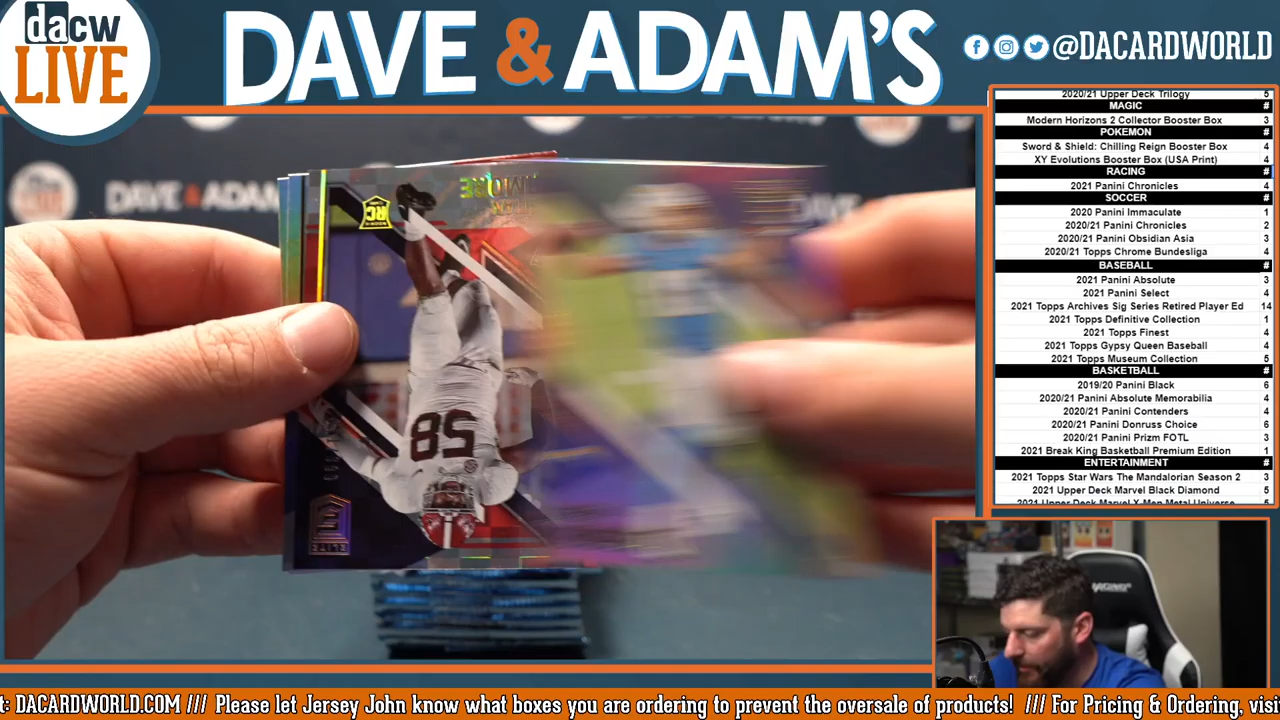 dacw
LIVE
DAVE & ADAM'S
@DACARDWORLD
2020/21 Upper Deck Trilogy 5
MAGIC #
Modern Horizons 2 Collector Booster Box 3
POKEMON #
Sword & Shield: Chilling Reign Booster Box 4
XY Evolutions Booster Box (USA Print) 4
RACING #
2021 Panini Chronicles 4
SOCCER #
2020 Panini Immaculate 1
2020/21 Panini Chronicles 2
2020/21 Panini Obsidian Asia 3
2020/21 Topps Chrome Bundesliga 4
BASEBALL #
2021 Panini Absolute 3
2021 Panini Select 4
2021 Topps Archives Sig Series Retired Player Ed 14
2021 Topps Definitive Collection 1
2021 Topps Finest 4
2021 Topps Gypsy Queen Baseball 4
2021 Topps Museum Collection 5
BASKETBALL #
2019/20 Panini Black 6
2020/21 Panini Absolute Memorabilia 4
2020/21 Panini Contenders 4
2020/21 Panini Donruss Choice 6
2020/21 Panini Prizm FOTL 3
2021 Break King Basketball Premium Edition 1
ENTERTAINMENT #
2021 Topps Star Wars The Mandalorian Season 2 3
2021 Upper Deck Marvel Black Diamond 5
2021 Upper Deck Marvel X-Men Metal Universe 5
RC
58
ELITE
t: DACARDWORLD.COM /// Please let Jersey John know what boxes you are ordering to prevent the oversale of products! /// For Pricing & Ordering, visi